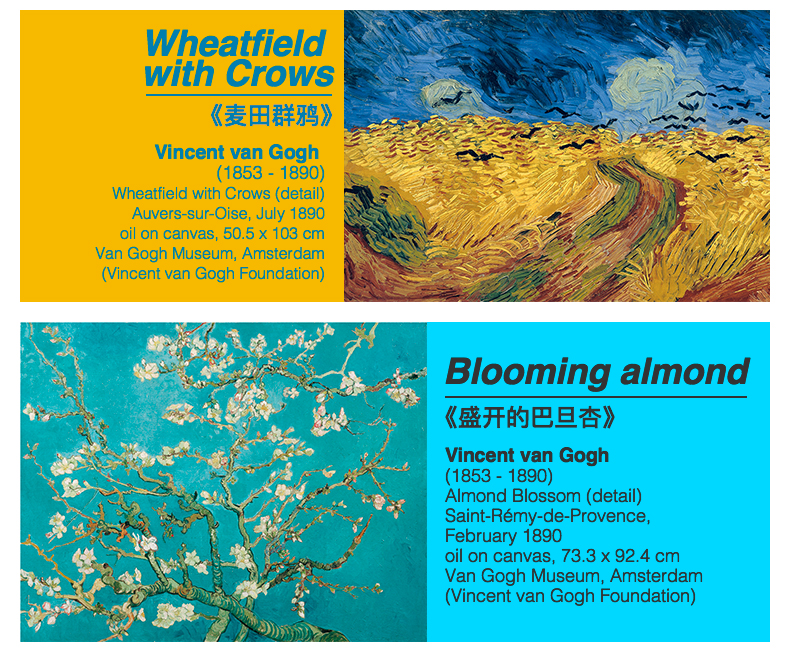 Wheatfield
with Crows
《麦田群鸦》
Vincent van Gogh
(1853 - 1890)
Wheatfield with Crows (detail)
Auvers-sur-Oise, July 1890
oil on canvas, 50.5 x 103 cm
Van Gogh Museum, Amsterdam
(Vincent van Gogh Foundation)
Blooming almond
《盛开的巴旦杏》
Vincent van Gogh
(1853 - 1890)
Almond Blossom (detail)
Saint-Rémy-de-Provence,
February 1890
oil on canvas, 73.3 x 92.4 cm
Van Gogh Museum, Amsterdam
(Vincent van Gogh Foundation)